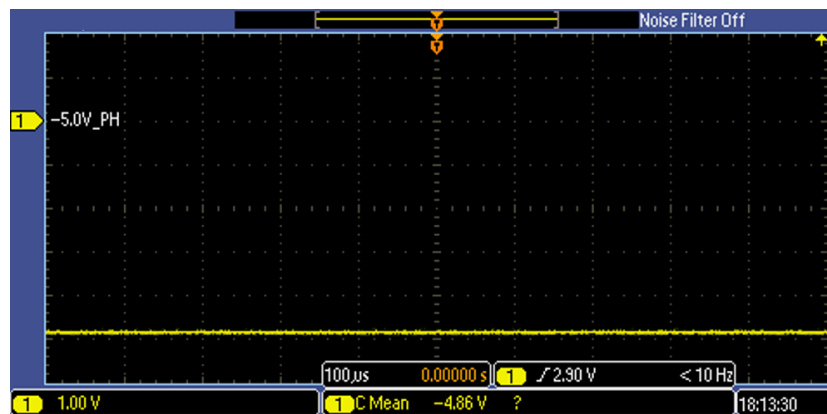 Noise Filter Off
T
T
1 -5.0V_PH
100µs 0.00000 s 1 2.90 V < 10 Hz
1 1.00 V 1 C Mean -4.86 V ? 18:13:30